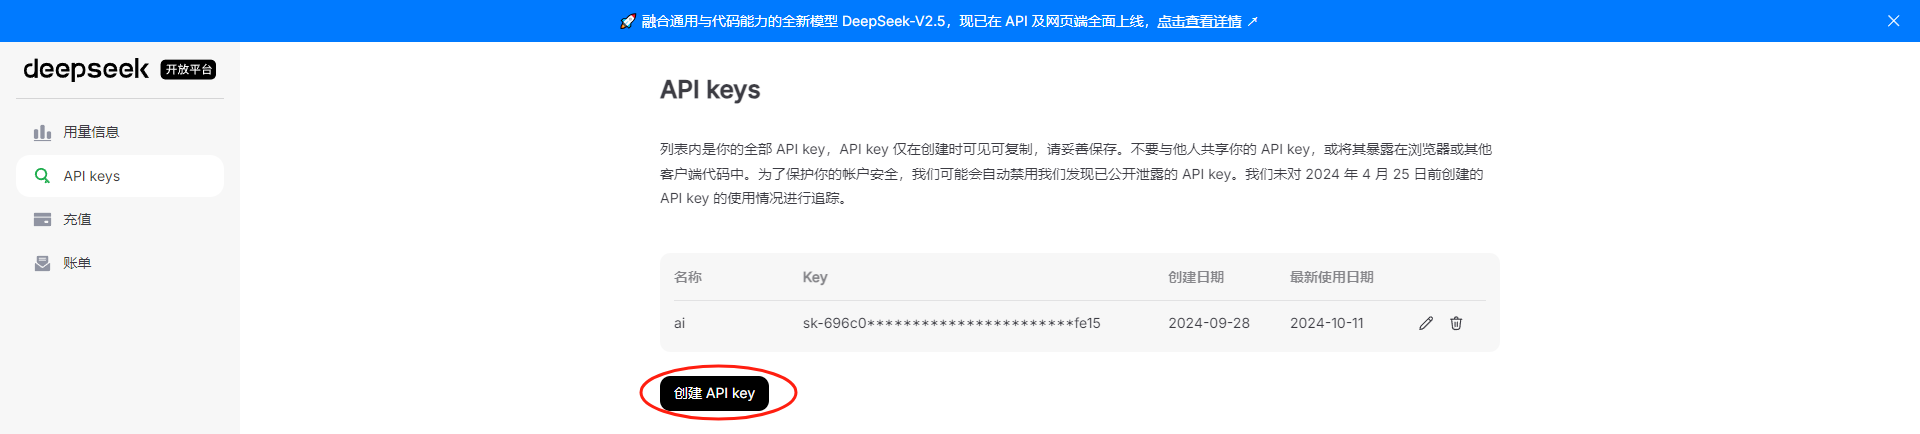 融合通用与代码能力的全新模型 DeepSeek-V2.5，现已在 API 及网页端全面上线，点击查看详情 ↗
deepseek 开放平台
用量信息
API keys
充值
账单
API keys
列表内是你的全部 API key，API key 仅在创建时可见可复制，请妥善保存。不要与他人共享你的 API key，或将其暴露在浏览器或其他
客户端代码中。为了保护你的帐户安全，我们可能会自动禁用我们发现已公开泄露的 API key。我们未对 2024 年 4 月 25 日前创建的
API key 的使用情况进行追踪。
名称 Key 创建日期 最新使用日期
ai sk-696c0***********************fe15 2024-09-28 2024-10-11
创建 API key